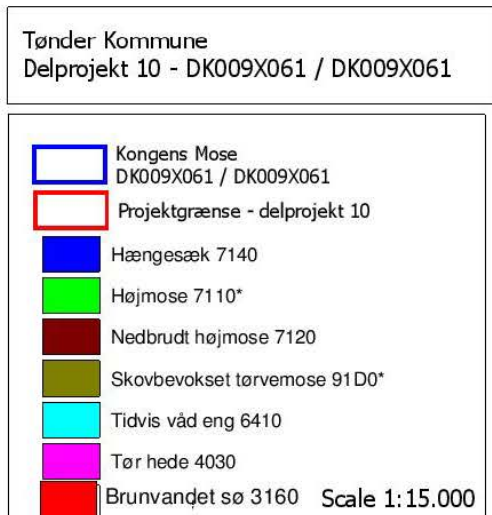 Tønder Kommune
Delprojekt 10 - DK009X061 / DK009X061
Kongens Mose
DK009X061 / DK009X061
Projektgrænse - delprojekt 10
Hængesæk 7140
Højmose 7110*
Nedbrudt højmose 7120
Skovbevokset tørvemose 91D0*
Tidvis våd eng 6410
Tør hede 4030
Brunvandet sø 3160 Scale 1:15.000